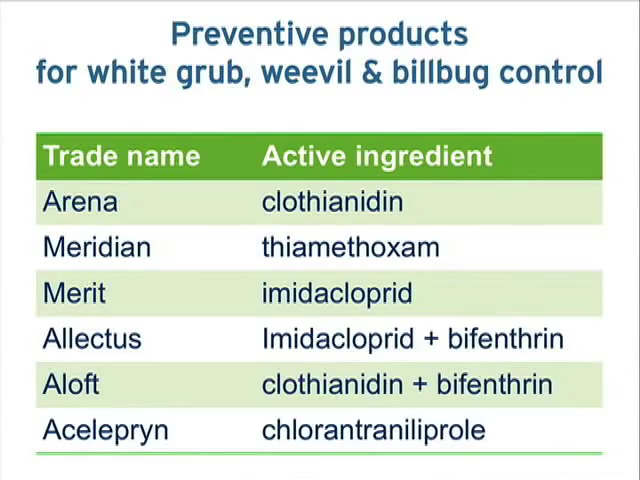 Preventive products
for white grub, weevil & billbug control
Trade name Active ingredient
Arena clothianidin
Meridian thiamethoxam
Merit imidacloprid
Allectus Imidacloprid + bifenthrin
Aloft clothianidin + bifenthrin
Acelepryn chlorantraniliprole